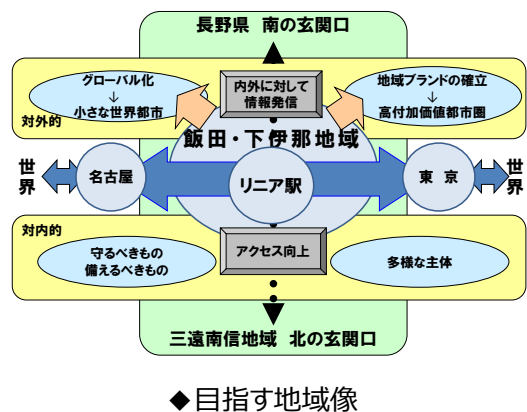 長野県 南の玄関口
グローバル化
↓
小さな世界都市
内外に対して
情報発信
地域ブランドの確立
↓
高付加価値都市圏
対外的
飯田・下伊那地域
世界
名古屋
リニア駅
東 京
世界
対内的
守るべきもの
備えるべきもの
アクセス向上
多様な主体
三遠南信地域 北の玄関口
◆目指す地域像